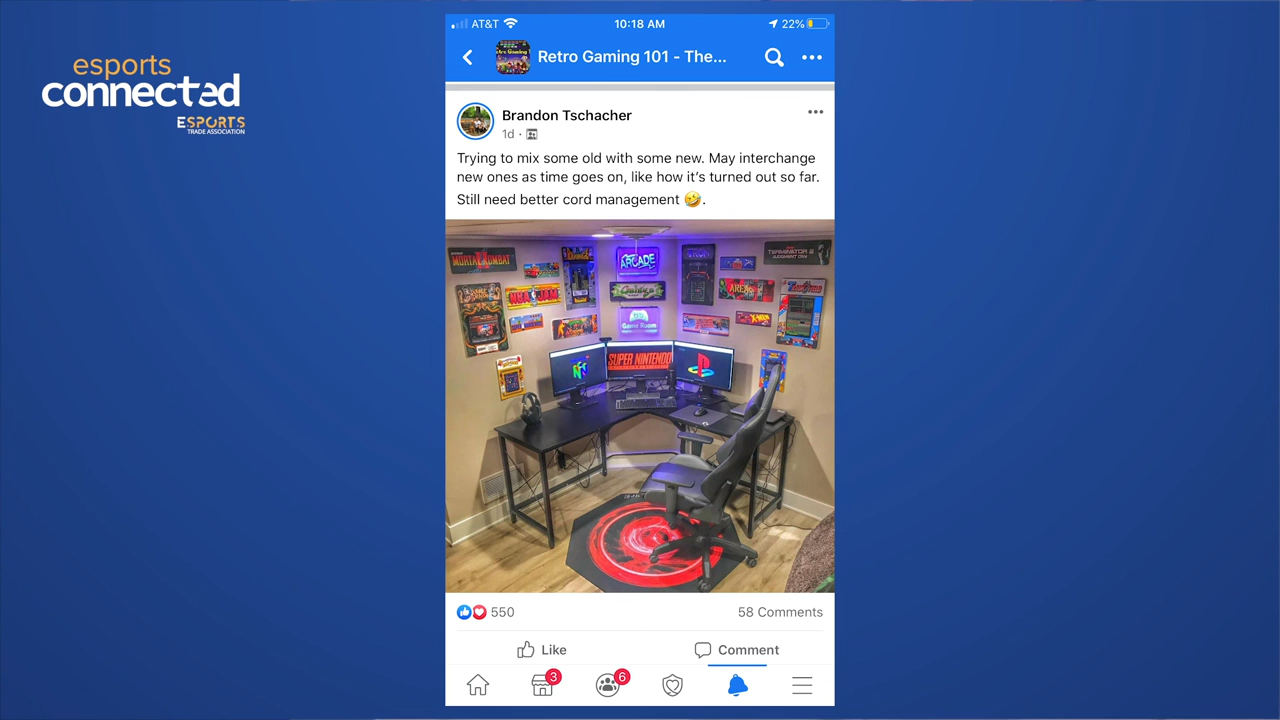 esports
connected
ESPORTS
TRADE ASSOCIATION
AT&T
10:18 AM
22%
Retro Gaming 101 - The...
Brandon Tschacher
1d ·
Trying to mix some old with some new. May interchange
new ones as time goes on, like how it’s turned out so far.
Still need better cord management 🤣.
MORTAL KOMBAT II
TERMINATOR 2
JUDGMENT DAY
ARCADE
NBA JAM
Galaga
Game Room
SUPER NINTENDO
550
58 Comments
Like
Comment
3
6